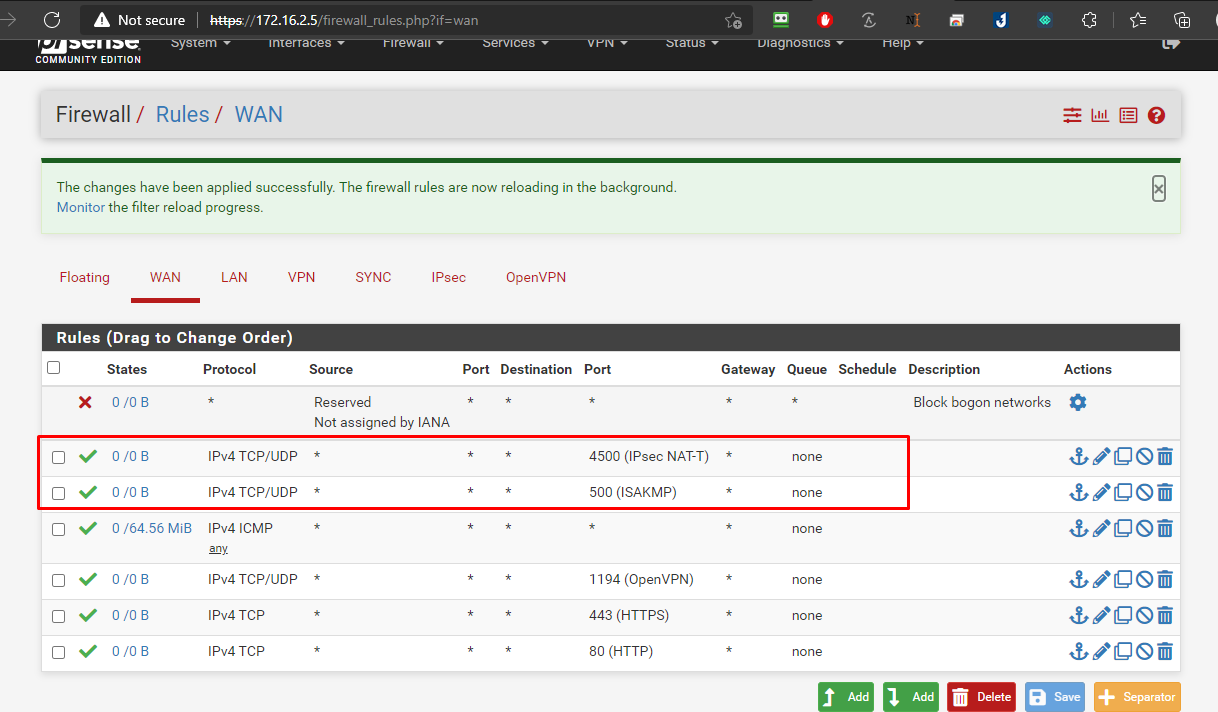 Not secure https://172.16.2.5/firewall_rules.php?if=wan
pfsense.
COMMUNITY EDITION
System Interfaces Firewall Services VPN Status Diagnostics Help
Firewall / Rules / WAN
The changes have been applied successfully. The firewall rules are now reloading in the background.
Monitor the filter reload progress.
Floating WAN LAN VPN SYNC IPsec OpenVPN
Rules (Drag to Change Order)
States Protocol Source Port Destination Port Gateway Queue Schedule Description Actions
0 /0 B * Reserved * * * * * Block bogon networks
Not assigned by IANA
0 /0 B IPv4 TCP/UDP * * * 4500 (IPsec NAT-T) * none
0 /0 B IPv4 TCP/UDP * * * 500 (ISAKMP) * none
0 /64.56 MiB IPv4 ICMP * * * * * none
any
0 /0 B IPv4 TCP/UDP * * * 1194 (OpenVPN) * none
0 /0 B IPv4 TCP * * * 443 (HTTPS) * none
0 /0 B IPv4 TCP * * * 80 (HTTP) * none
Add Add Delete Save Separator